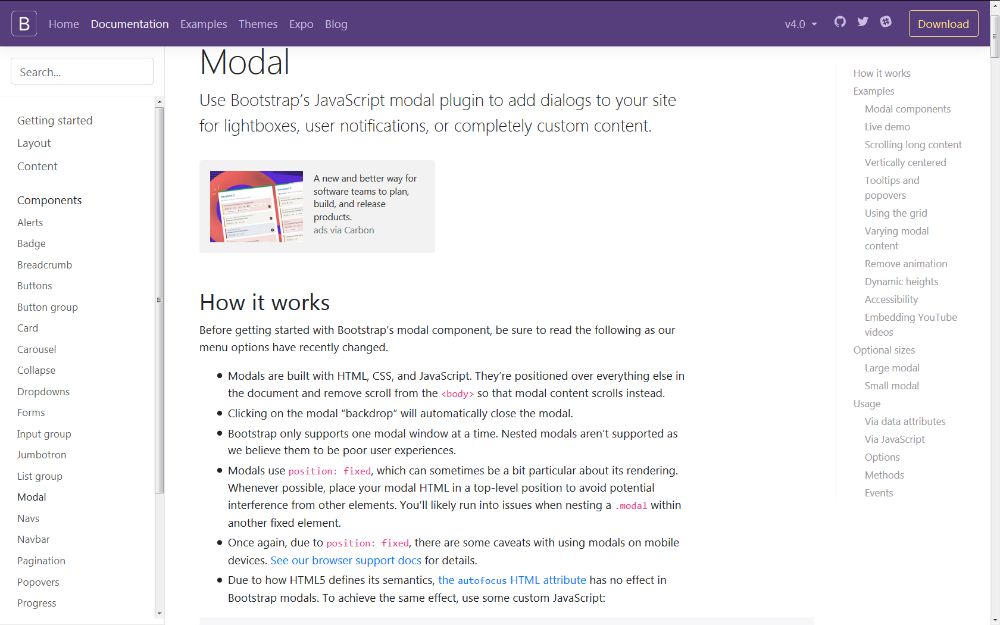 B Home Documentation Examples Themes Expo Blog v4.0 Download
Search...
Getting started
Layout
Content
Components
Alerts
Badge
Breadcrumb
Buttons
Button group
Card
Carousel
Collapse
Dropdowns
Forms
Input group
Jumbotron
List group
Modal
Navs
Navbar
Pagination
Popovers
Progress
Modal
Use Bootstrap’s JavaScript modal plugin to add dialogs to your site
for lightboxes, user notifications, or completely custom content.
Iteration 2
Iteration 3
A new and better way for
software teams to plan,
build, and release
products.
ads via Carbon
How it works
Before getting started with Bootstrap’s modal component, be sure to read the following as our
menu options have recently changed.
Modals are built with HTML, CSS, and JavaScript. They’re positioned over everything else in
the document and remove scroll from the <body> so that modal content scrolls instead.
Clicking on the modal “backdrop” will automatically close the modal.
Bootstrap only supports one modal window at a time. Nested modals aren’t supported as
we believe them to be poor user experiences.
Modals use position: fixed, which can sometimes be a bit particular about its rendering.
Whenever possible, place your modal HTML in a top-level position to avoid potential
interference from other elements. You’ll likely run into issues when nesting a .modal within
another fixed element.
Once again, due to position: fixed, there are some caveats with using modals on mobile
devices. See our browser support docs for details.
Due to how HTML5 defines its semantics, the autofocus HTML attribute has no effect in
Bootstrap modals. To achieve the same effect, use some custom JavaScript:
How it works
Examples
Modal components
Live demo
Scrolling long content
Vertically centered
Tooltips and
popovers
Using the grid
Varying modal
content
Remove animation
Dynamic heights
Accessibility
Embedding YouTube
videos
Optional sizes
Large modal
Small modal
Usage
Via data attributes
Via JavaScript
Options
Methods
Events